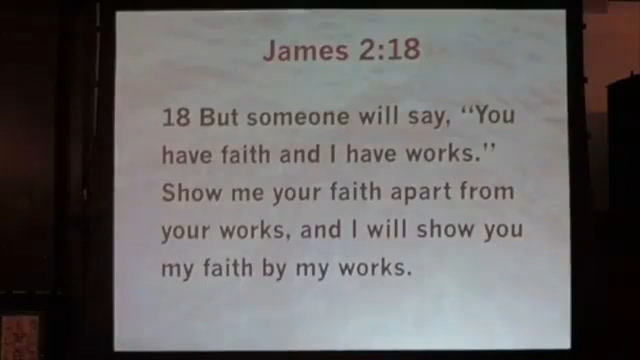 James 2:18
18 But someone will say, “You
have faith and I have works.”
Show me your faith apart from
your works, and I will show you
my faith by my works.